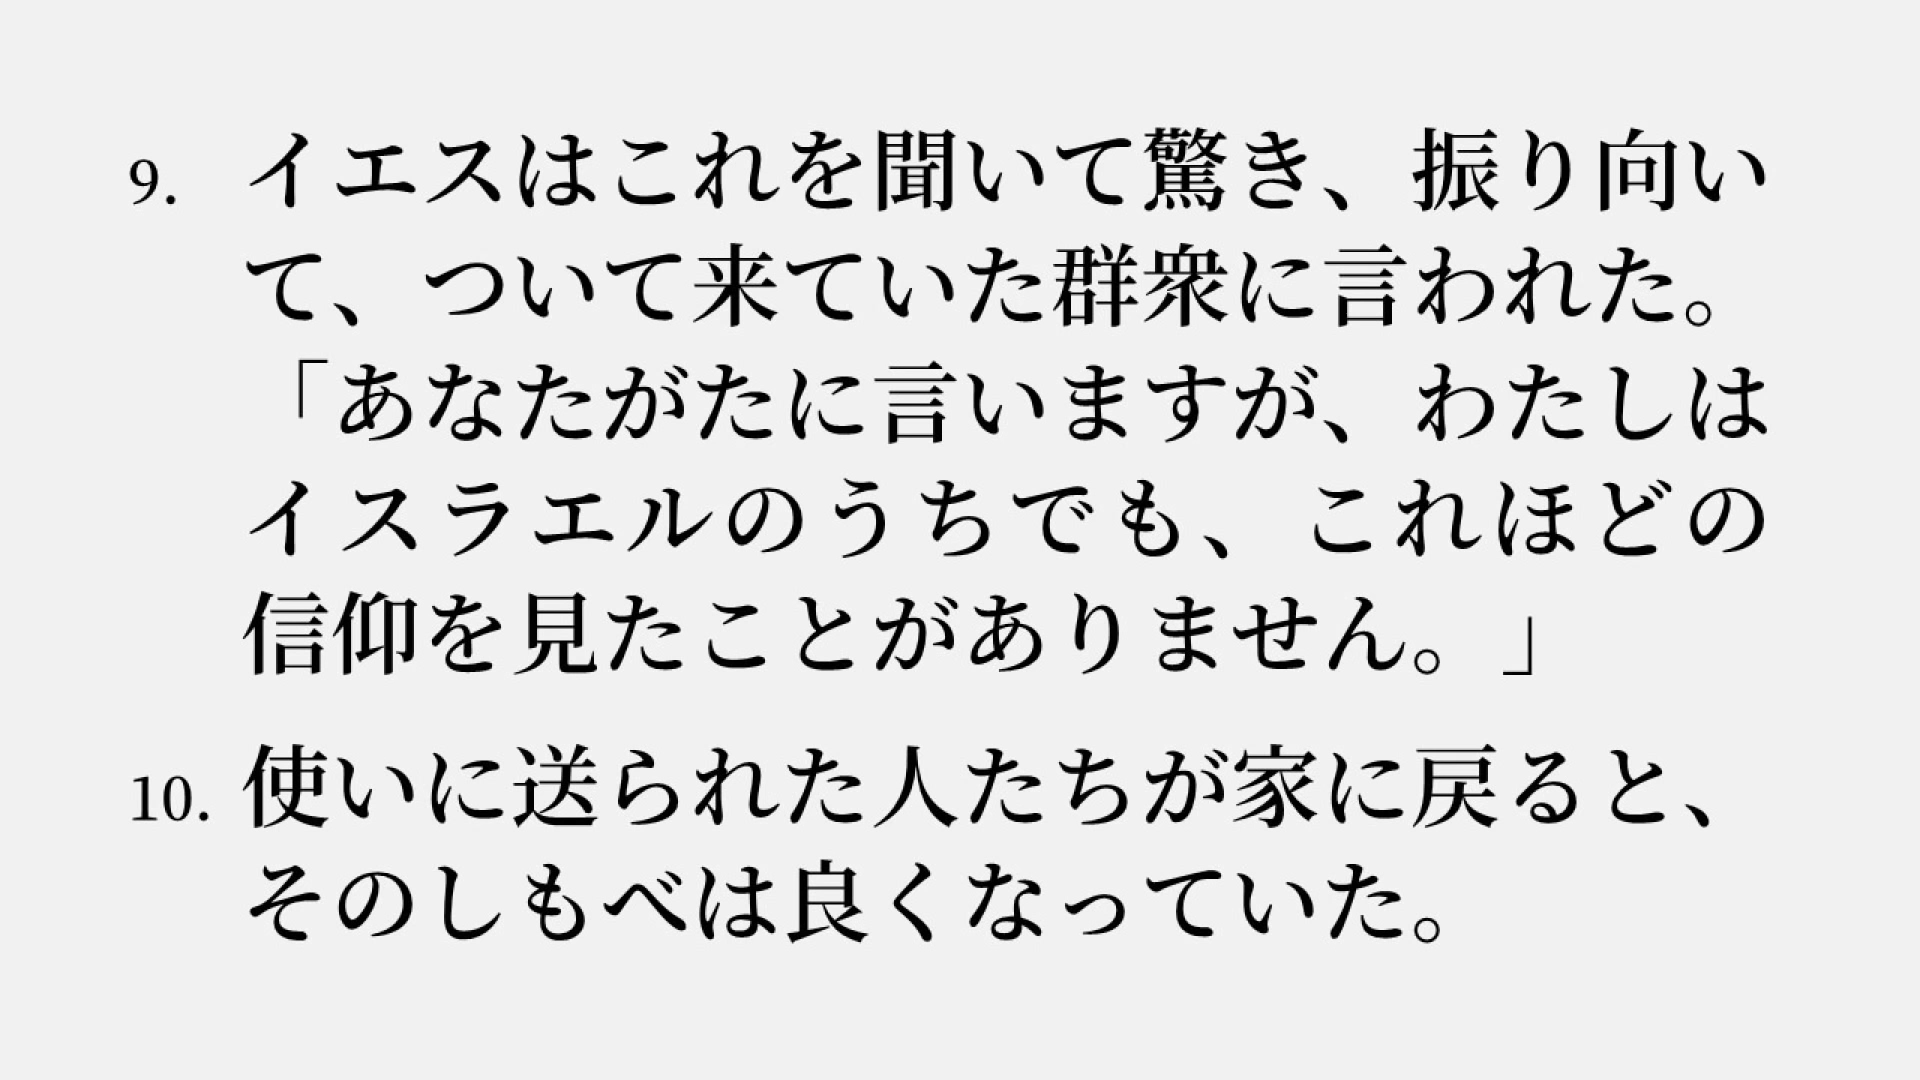 9. イエスはこれを聞いて驚き、振り向い
て、ついて来ていた群衆に言われた。
「あなたがたに言いますが、わたしは
イスラエルのうちでも、これほどの
信仰を見たことがありません。」
10. 使いに送られた人たちが家に戻ると、
そのしもべは良くなっていた。